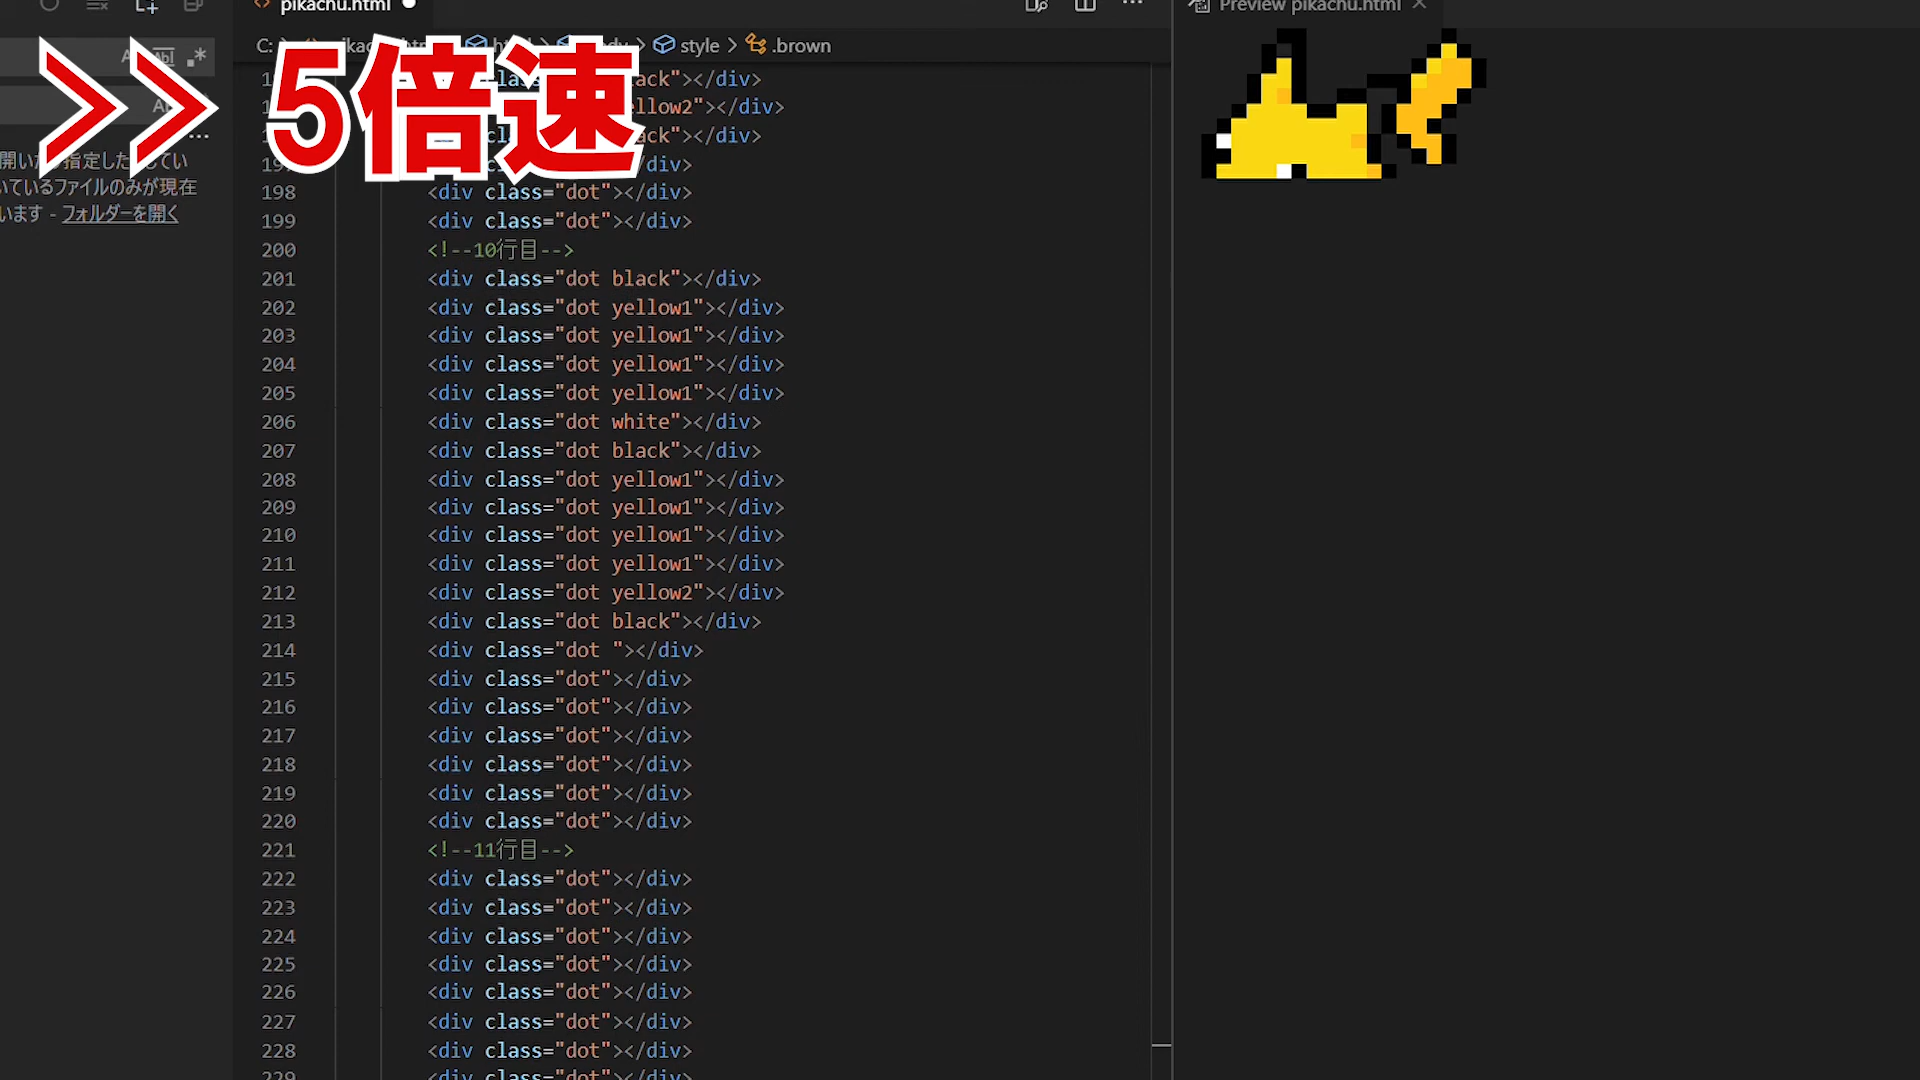 pikachu.html
Preview pikachu.html
C: > style > .brown
>> 5倍速
198 <div class="dot"></div>
199 <div class="dot"></div>
200 <!--10行目-->
201 <div class="dot black"></div>
202 <div class="dot yellow1"></div>
203 <div class="dot yellow1"></div>
204 <div class="dot yellow1"></div>
205 <div class="dot yellow1"></div>
206 <div class="dot white"></div>
207 <div class="dot black"></div>
208 <div class="dot yellow1"></div>
209 <div class="dot yellow1"></div>
210 <div class="dot yellow1"></div>
211 <div class="dot yellow1"></div>
212 <div class="dot yellow2"></div>
213 <div class="dot black"></div>
214 <div class="dot "></div>
215 <div class="dot"></div>
216 <div class="dot"></div>
217 <div class="dot"></div>
218 <div class="dot"></div>
219 <div class="dot"></div>
220 <div class="dot"></div>
221 <!--11行目-->
222 <div class="dot"></div>
223 <div class="dot"></div>
224 <div class="dot"></div>
225 <div class="dot"></div>
226 <div class="dot"></div>
227 <div class="dot"></div>
228 <div class="dot"></div>
229 <div class="dot"></div>
いているファイルのみが現在
います - フォルダーを開く